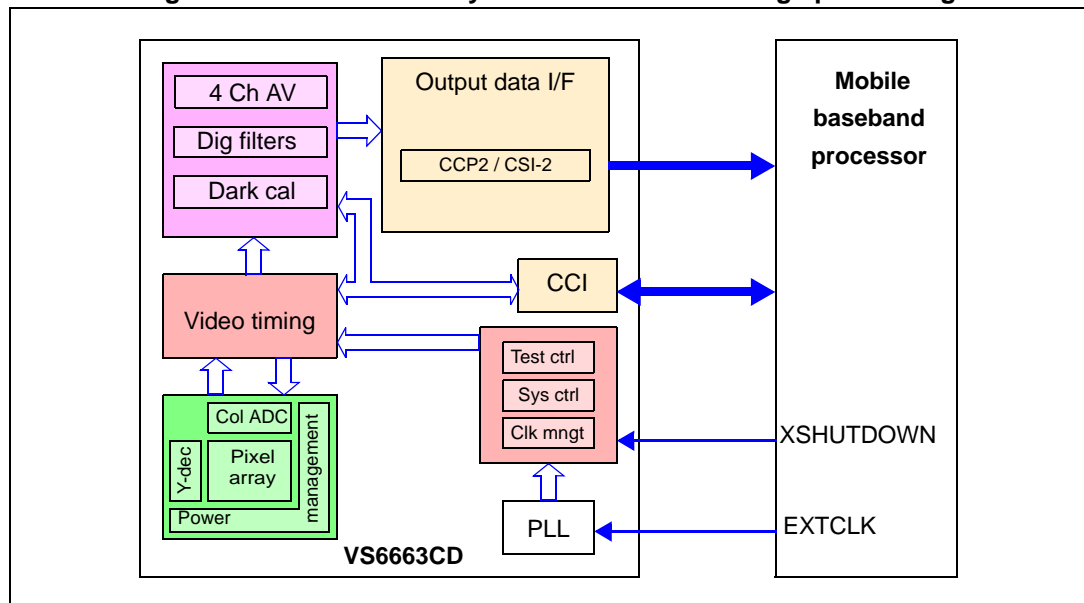 4 Ch AV
Dig filters
Dark cal
Output data I/F
CCP2 / CSI-2
Mobile
baseband
processor
Video timing
CCI
Test ctrl
Sys ctrl
Clk mngt
Col ADC
Y-dec
Pixel
array
Power
management
PLL
XSHUTDOWN
EXTCLK
VS6663CD